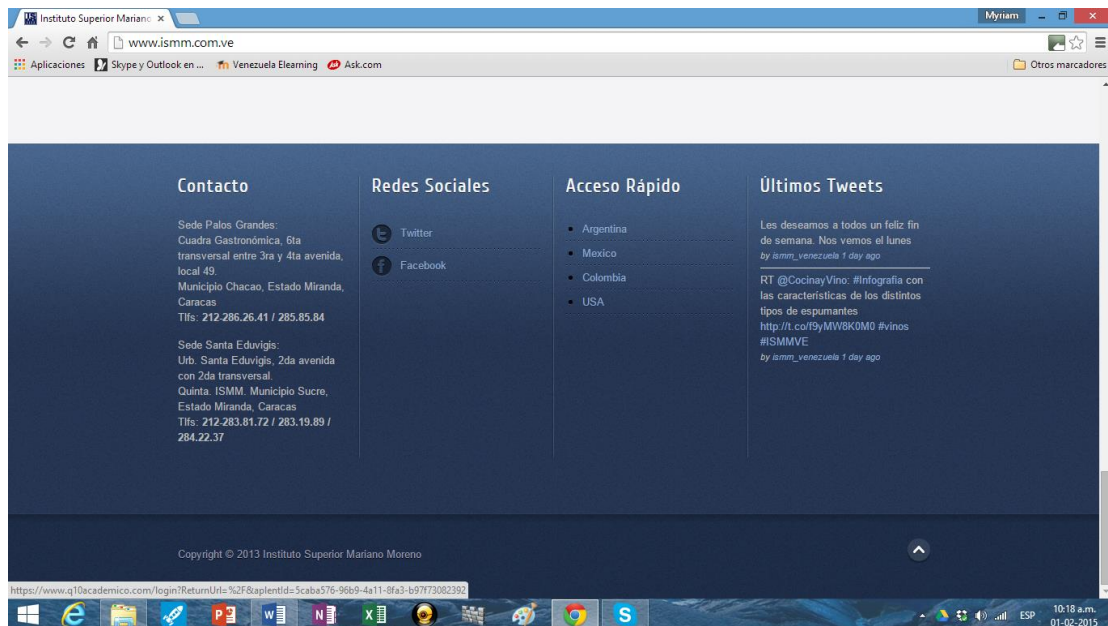 Instituto Superior Mariano
Myriam
www.ismm.com.ve
Aplicaciones Skype y Outlook en ... Venezuela Elearning Ask.com Otros marcadores
Contacto
Sede Palos Grandes:
Cuadra Gastronómica, 6ta
transversal entre 3ra y 4ta avenida,
local 49.
Municipio Chacao, Estado Miranda,
Caracas
Tlfs: 212-286.26.41 / 285.85.84
Sede Santa Eduvigis:
Urb. Santa Eduvigis, 2da avenida
con 2da transversal.
Quinta. ISMM. Municipio Sucre,
Estado Miranda, Caracas
Tlfs: 212-283.81.72 / 283.19.89 /
284.22.37
Redes Sociales
Twitter
Facebook
Acceso Rápido
Argentina
Mexico
Colombia
USA
Últimos Tweets
Les deseamos a todos un feliz fin
de semana. Nos vemos el lunes
by ismm_venezuela 1 day ago
RT @CocinayVino: #Infografia con
las características de los distintos
tipos de espumantes
http://t.co/f9yMW8K0M0 #vinos
#ISMMVE
by ismm_venezuela 1 day ago
Copyright © 2013 Instituto Superior Mariano Moreno
https://www.q10academico.com/login?ReturnUrl=%2F&aplentId=5caba576-96b9-4a11-8fa3-b97f73082392
ESP
10:18 a.m.
01-02-2015